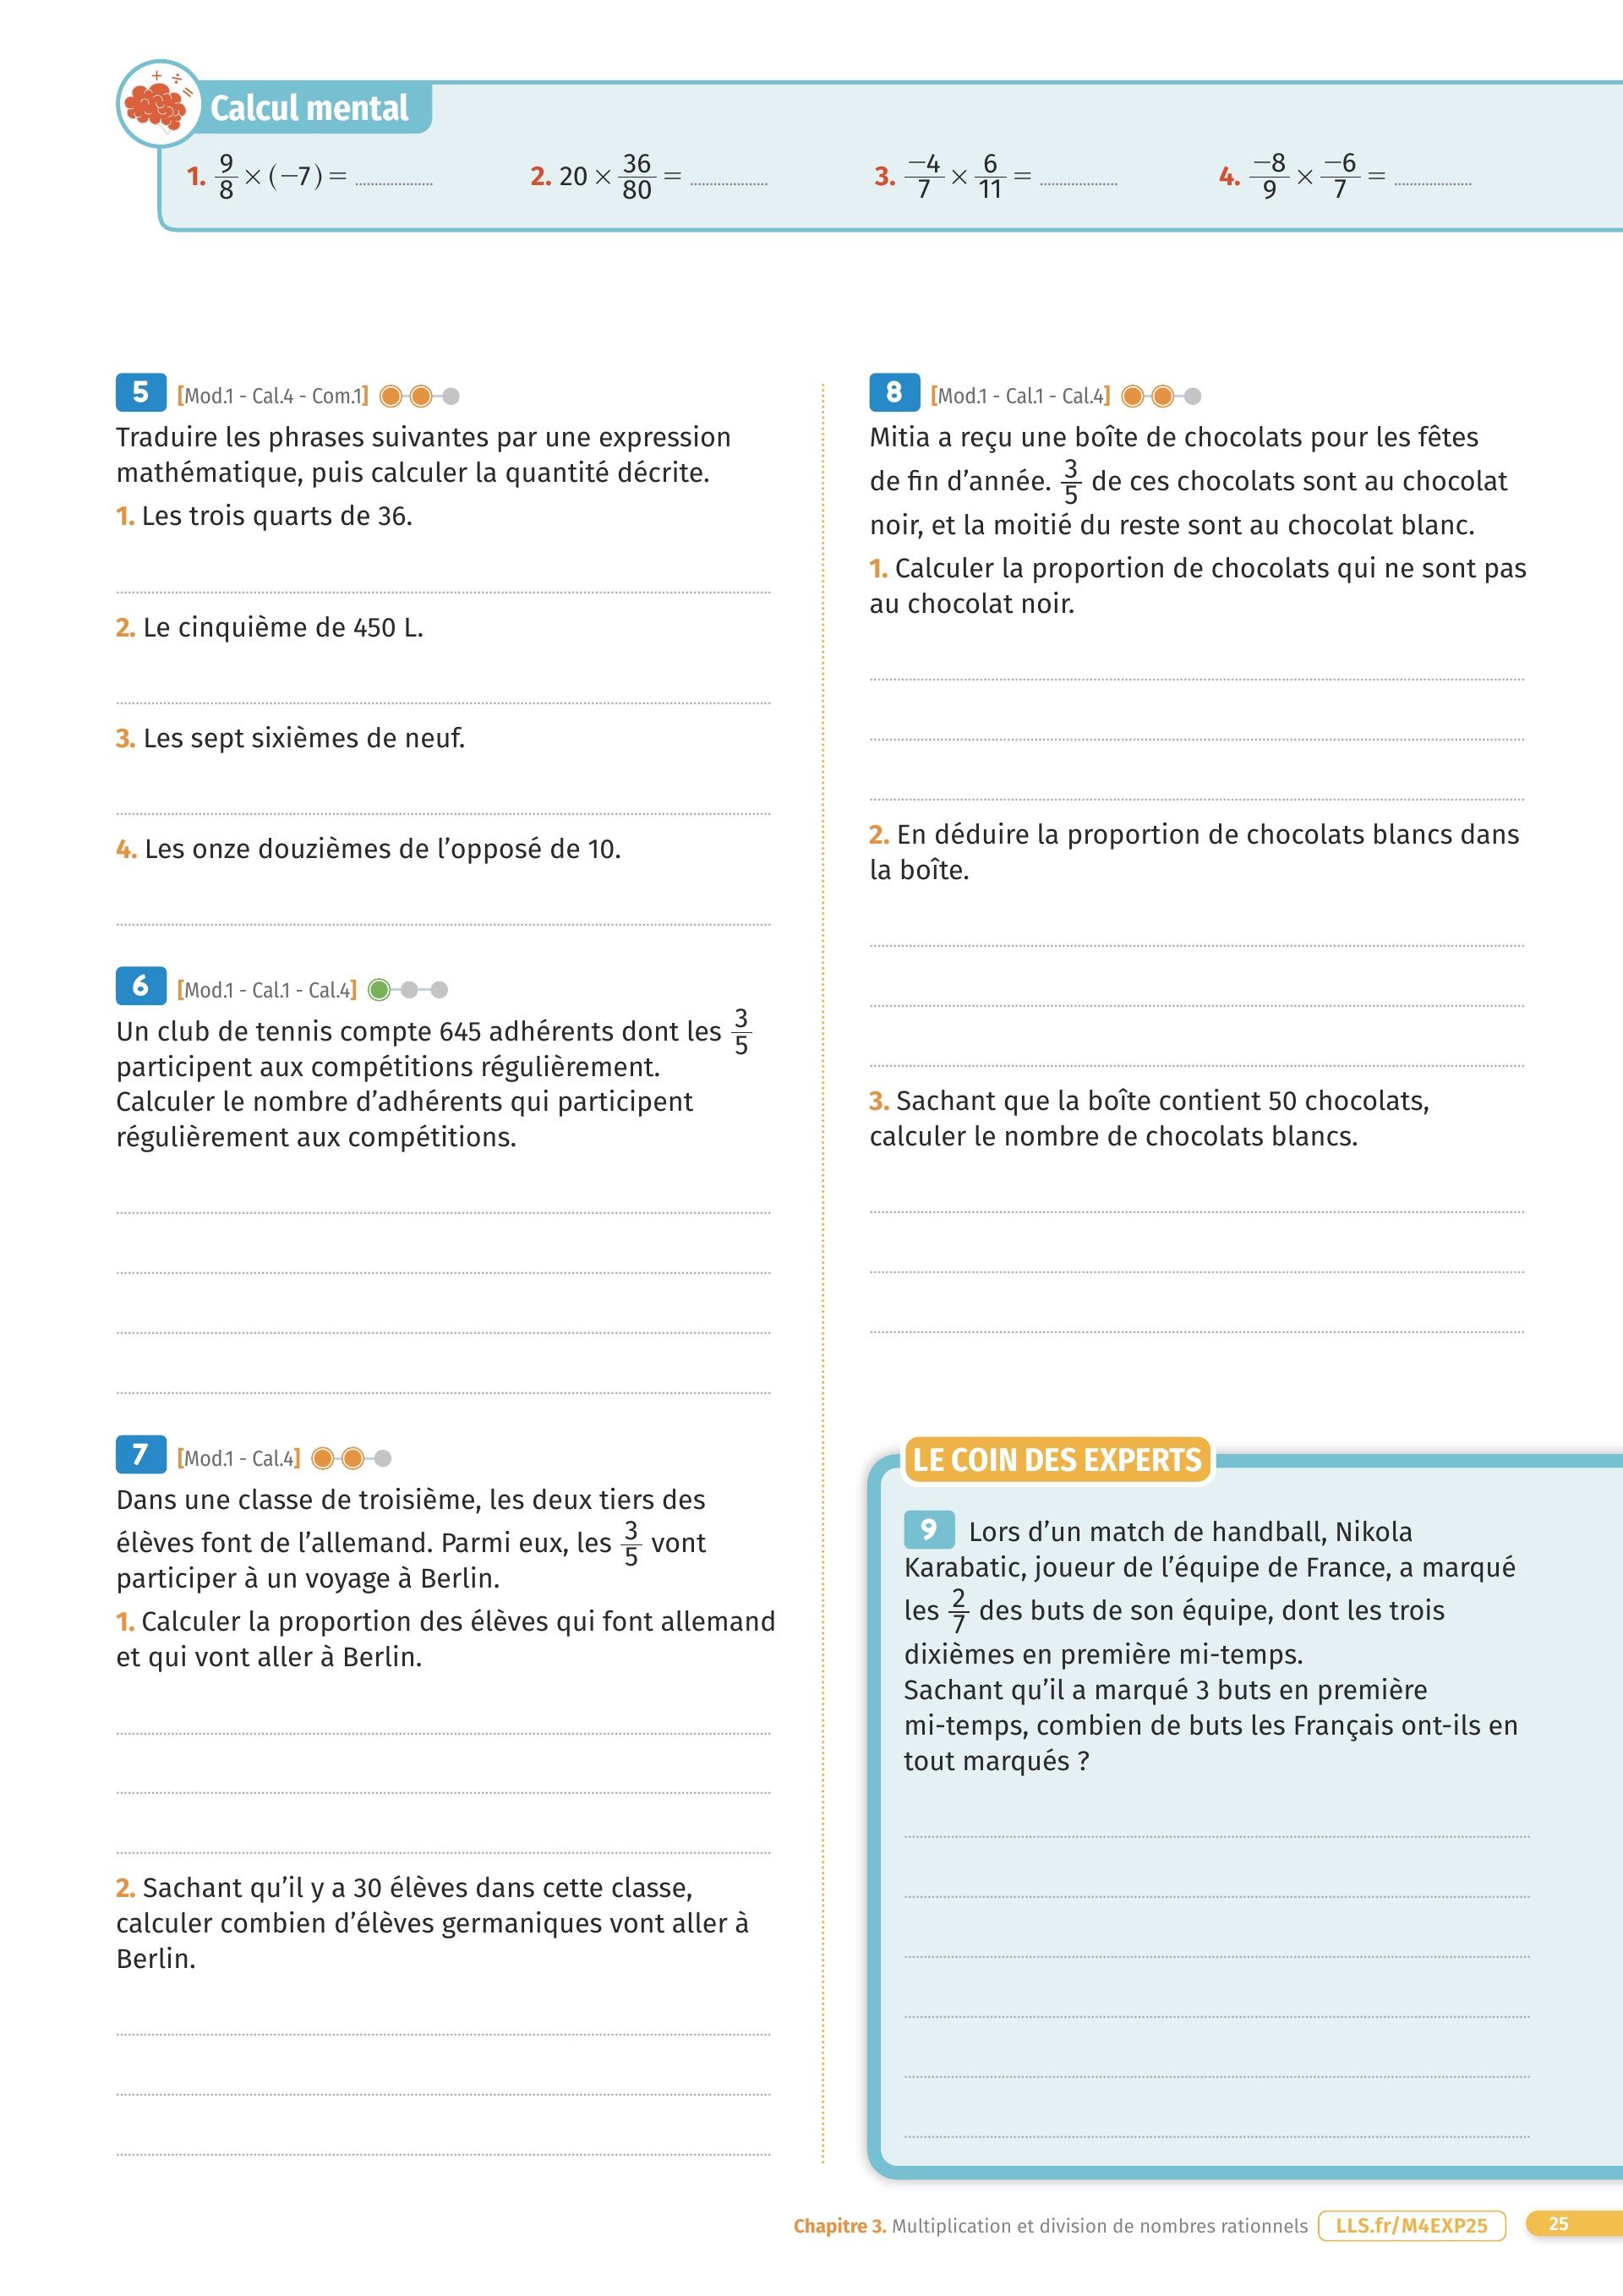 Calcul mental
1. 9/8 × (−7) = ............ 2. 20 × 36/80 = ............ 3. −4/7 × 6/11 = ............ 4. −8/9 × −6/7 = ............
5 [Mod.1 - Cal.4 - Com.1]
Traduire les phrases suivantes par une expression
mathématique, puis calculer la quantité décrite.
1. Les trois quarts de 36.
2. Le cinquième de 450 L.
3. Les sept sixièmes de neuf.
4. Les onze douzièmes de l’opposé de 10.
6 [Mod.1 - Cal.1 - Cal.4]
Un club de tennis compte 645 adhérents dont les 3/5
participent aux compétitions régulièrement.
Calculer le nombre d’adhérents qui participent
régulièrement aux compétitions.
7 [Mod.1 - Cal.4]
Dans une classe de troisième, les deux tiers des
élèves font de l’allemand. Parmi eux, les 3/5 vont
participer à un voyage à Berlin.
1. Calculer la proportion des élèves qui font allemand
et qui vont aller à Berlin.
2. Sachant qu’il y a 30 élèves dans cette classe,
calculer combien d’élèves germaniques vont aller à
Berlin.
8 [Mod.1 - Cal.1 - Cal.4]
Mitia a reçu une boîte de chocolats pour les fêtes
de fin d’année. 3/5 de ces chocolats sont au chocolat
noir, et la moitié du reste sont au chocolat blanc.
1. Calculer la proportion de chocolats qui ne sont pas
au chocolat noir.
2. En déduire la proportion de chocolats blancs dans
la boîte.
3. Sachant que la boîte contient 50 chocolats,
calculer le nombre de chocolats blancs.
LE COIN DES EXPERTS
9 Lors d’un match de handball, Nikola
Karabatic, joueur de l’équipe de France, a marqué
les 2/7 des buts de son équipe, dont les trois
dixièmes en première mi-temps.
Sachant qu’il a marqué 3 buts en première
mi-temps, combien de buts les Français ont-ils en
tout marqués ?
Chapitre 3. Multiplication et division de nombres rationnels LLS.fr/M4EXP25 25